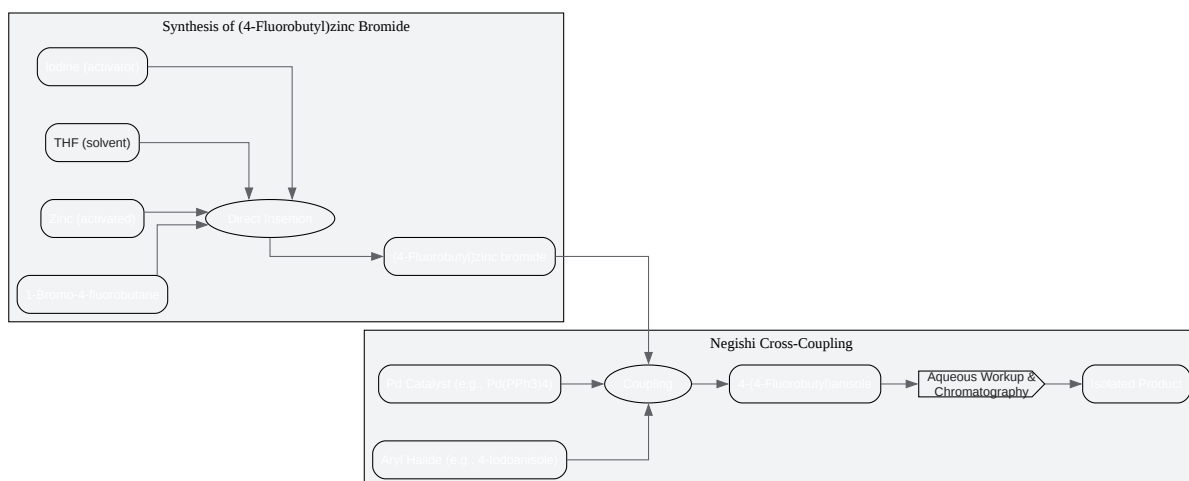 Synthesis of (4-Fluorobutyl)zinc Bromide
Iodine (activator)
THF (solvent)
Zinc (activated)
Direct Insertion
(4-Fluorobutyl)zinc bromide
1-Bromo-4-fluorobutane
Negishi Cross-Coupling
Pd Catalyst (e.g., Pd(PPh3)4)
Coupling
4-(4-Fluorobutyl)anisole
Aqueous Workup &
Chromatography
Isolated Product
Aryl Halide (e.g., 4-Iodoanisole)